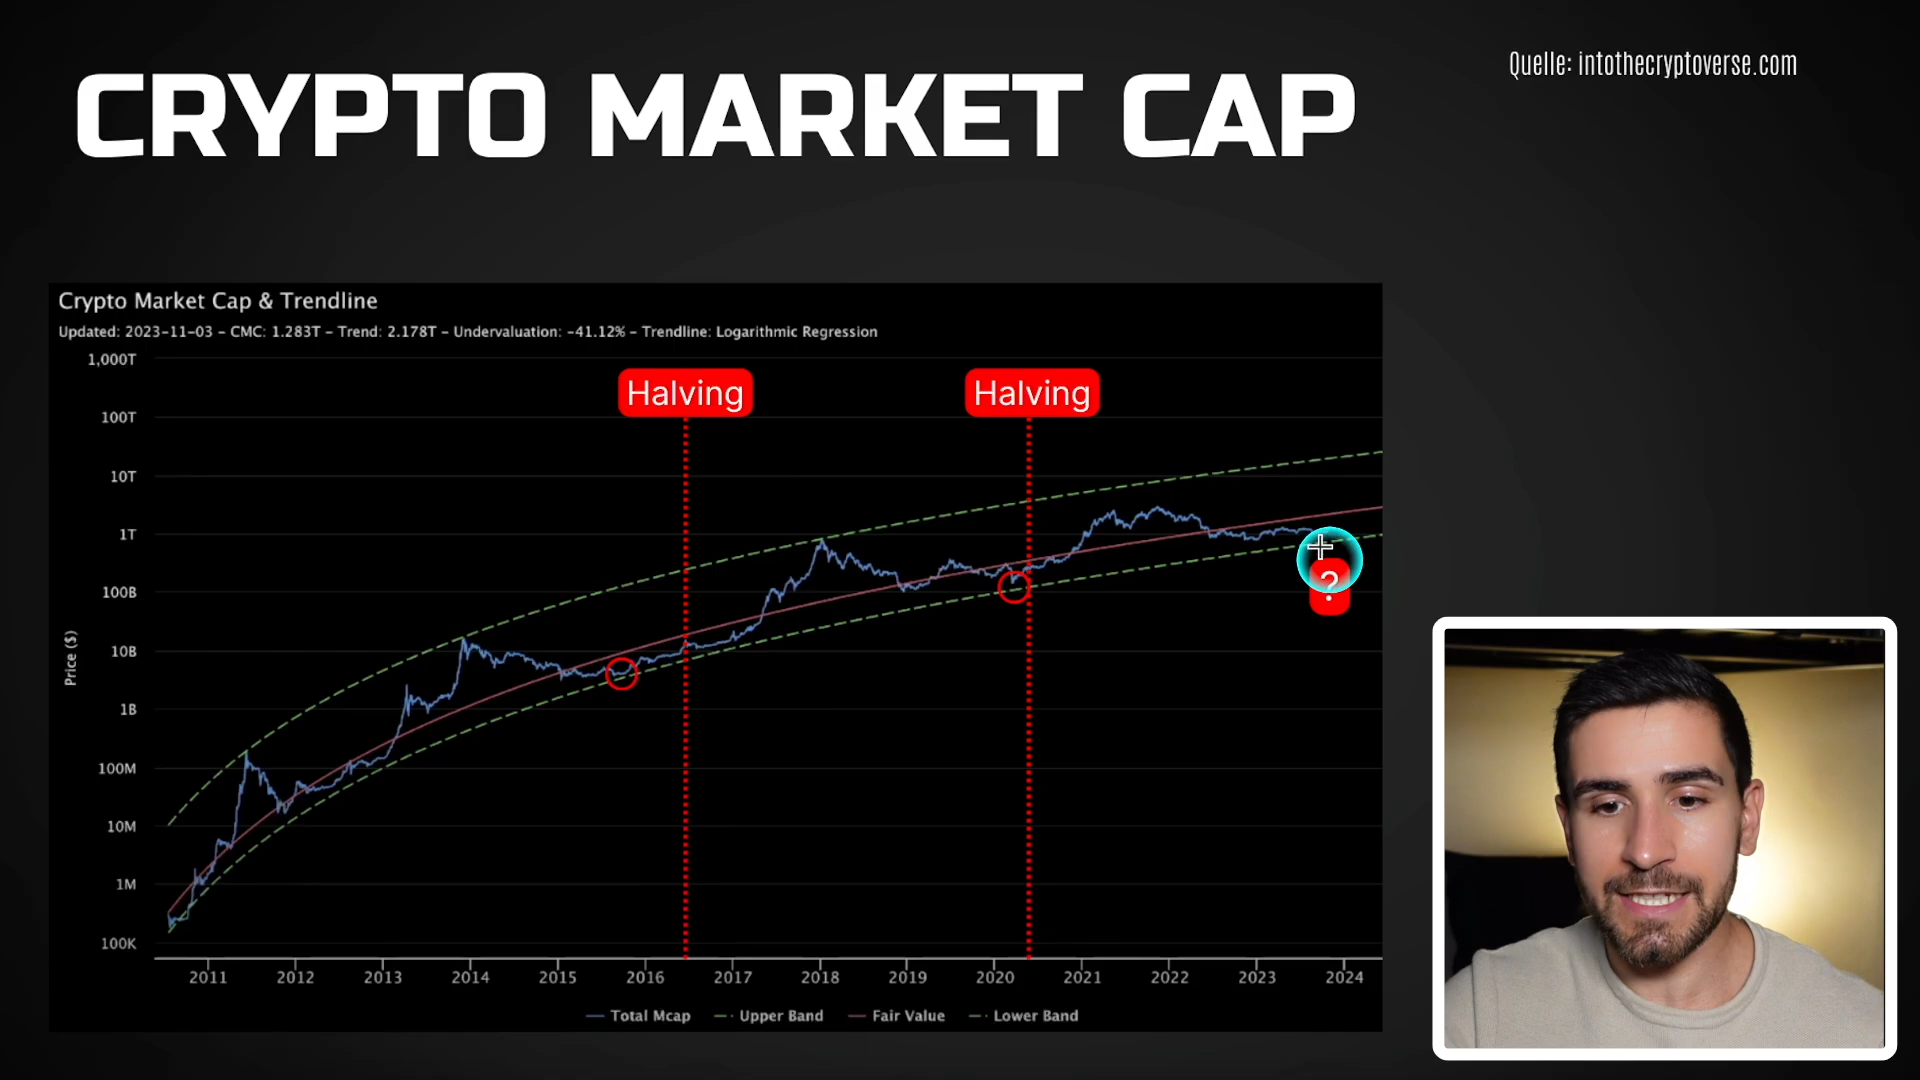 CRYPTO MARKET CAP
Quelle: intothecryptoverse.com
Crypto Market Cap & Trendline
Updated: 2023-11-03 - CMC: 1.283T - Trend: 2.178T - Undervaluation: -41.12% - Trendline: Logarithmic Regression
1,000T
100T
10T
1T
100B
10B
1B
100M
10M
1M
100K
Price ($)
Halving
Halving
?
2011 2012 2013 2014 2015 2016 2017 2018 2019 2020 2021 2022 2023 2024
Total Mcap Upper Band Fair Value Lower Band